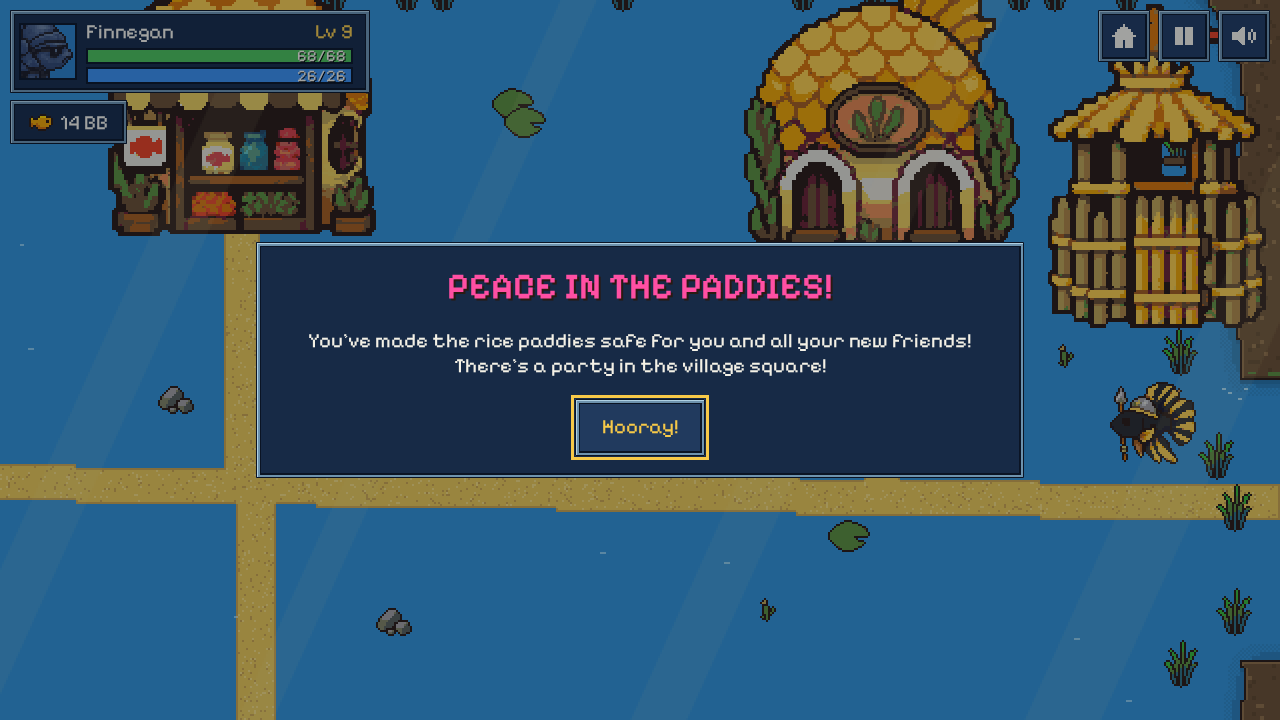 Finnegan
Lv 9
68/68
26/26
14 BB
PEACE IN THE PADDIES!
You've made the rice paddies safe for you and all your new friends!
There's a party in the village square!
Hooray!